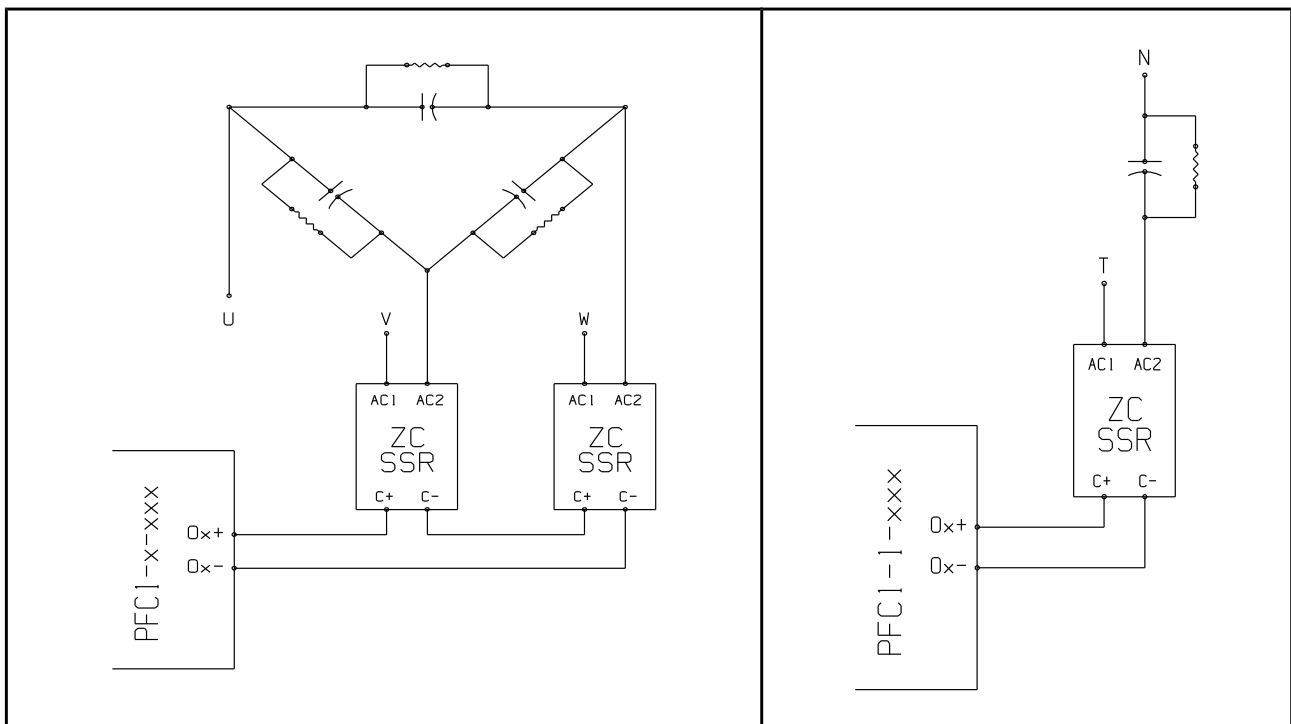 U
V
W
AC1 AC2
ZC
SSR
C+ C-
AC1 AC2
ZC
SSR
C+ C-
PFC1-x-xxx
Ox+
Ox-
N
T
AC1 AC2
ZC
SSR
C+ C-
PFC1-1-xxx
Ox+
Ox-